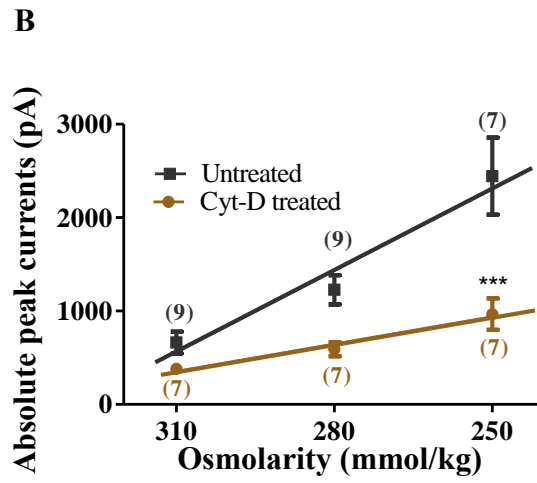 B
Absolute peak currents (pA)
3000
2000
1000
0
Untreated
Cyt-D treated
(9)
(9)
(7)
***
(7)
(7)
(7)
310
280
250
Osmolarity (mmol/kg)